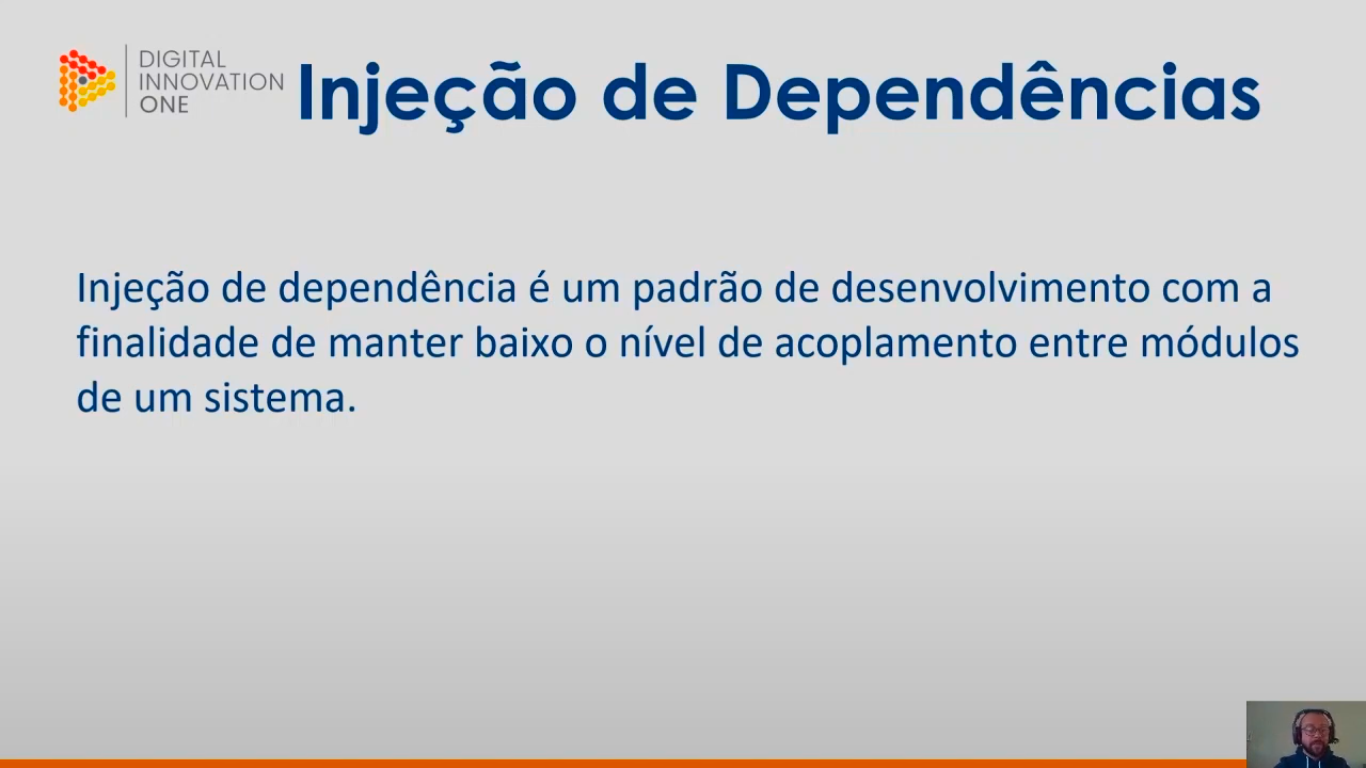 DIGITAL
INNOVATION
ONE
Injeção de Dependências
Injeção de dependência é um padrão de desenvolvimento com a
finalidade de manter baixo o nível de acoplamento entre módulos
de um sistema.